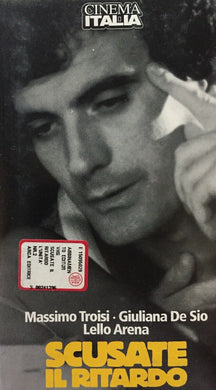 CINEMA
ITALIA
Massimo Troisi · Giuliana De Sio
Lello Arena
SCUSATE
IL RITARDO